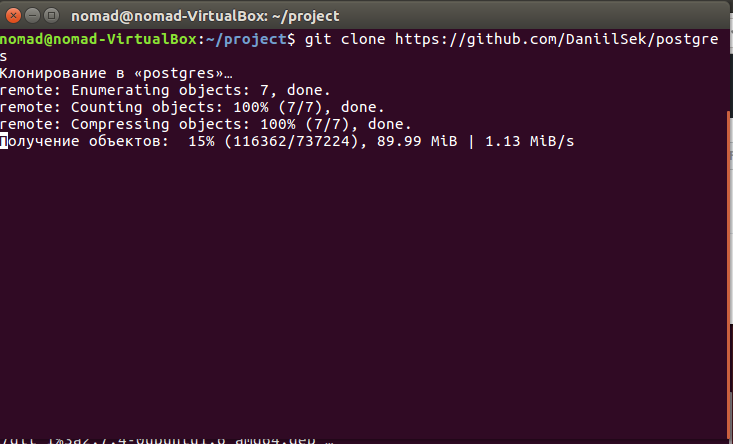 nomad@nomad-VirtualBox: ~/project
nomad@nomad-VirtualBox:~/project$ git clone https://github.com/DaniilSek/postgre
s
Клонирование в «postgres»…
remote: Enumerating objects: 7, done.
remote: Counting objects: 100% (7/7), done.
remote: Compressing objects: 100% (7/7), done.
Получение объектов:  15% (116362/737224), 89.99 MiB | 1.13 MiB/s